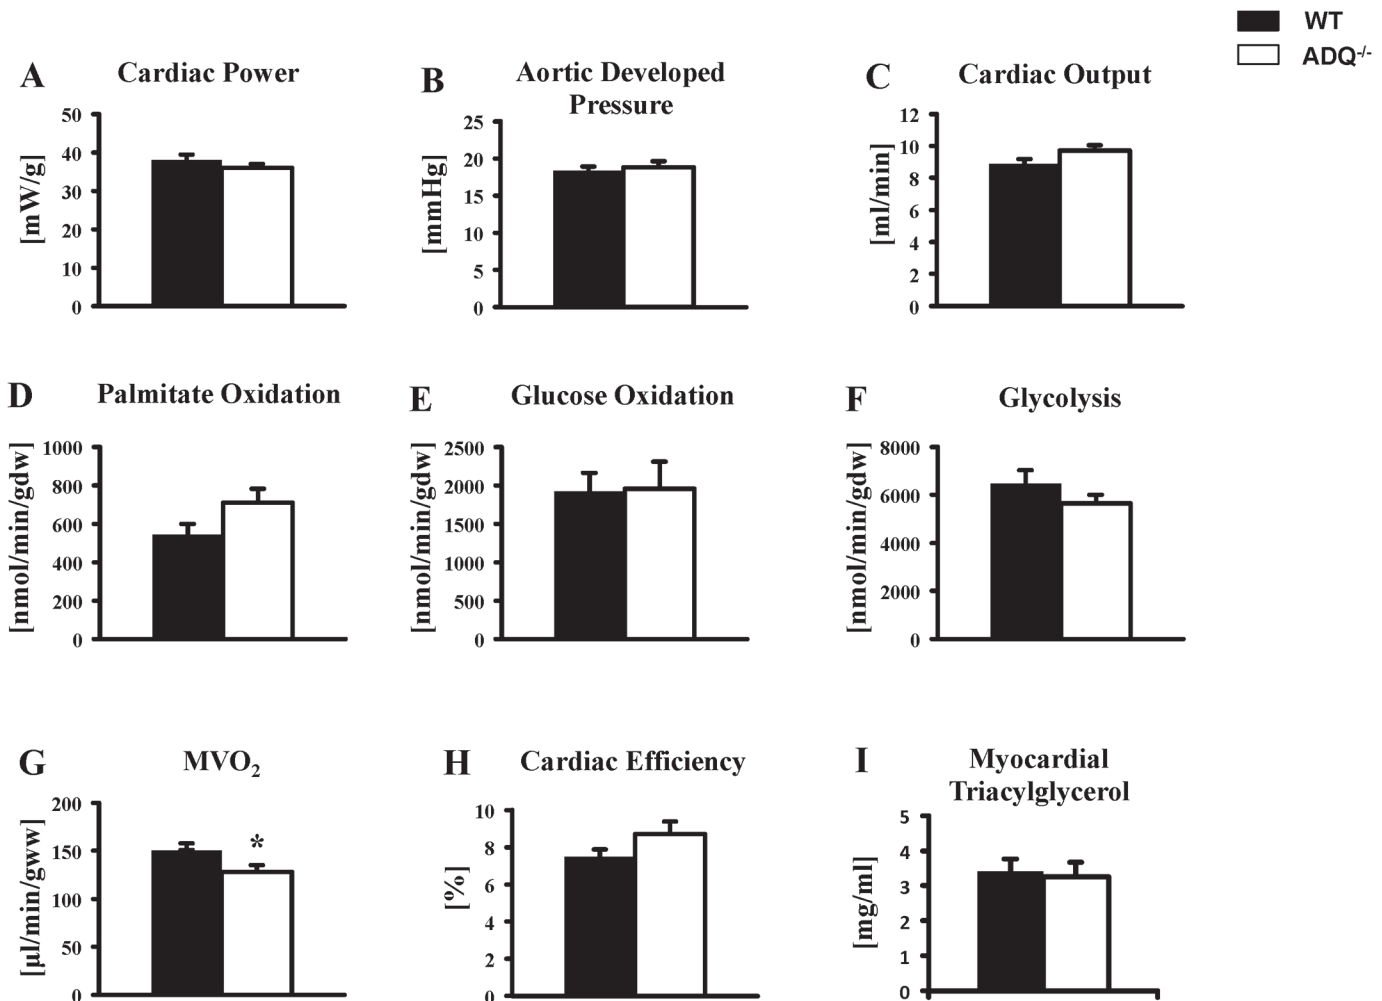 WT
ADQ-/-
A
Cardiac Power
50
40
30
20
10
0
[mW/g]
B
Aortic Developed
Pressure
25
20
15
10
5
0
[mmHg]
C
Cardiac Output
12
10
8
6
4
2
0
[ml/min]
D
Palmitate Oxidation
1000
800
600
400
200
0
[nmol/min/gdw]
E
Glucose Oxidation
2500
2000
1500
1000
500
0
[nmol/min/gdw]
F
Glycolysis
8000
6000
4000
2000
0
[nmol/min/gdw]
G
MVO2
200
150
100
50
0
[µl/min/gww]
*
H
Cardiac Efficiency
10
8
6
4
2
0
[%]
I
Myocardial
Triacylglycerol
5
4
3
2
1
0
[mg/ml]